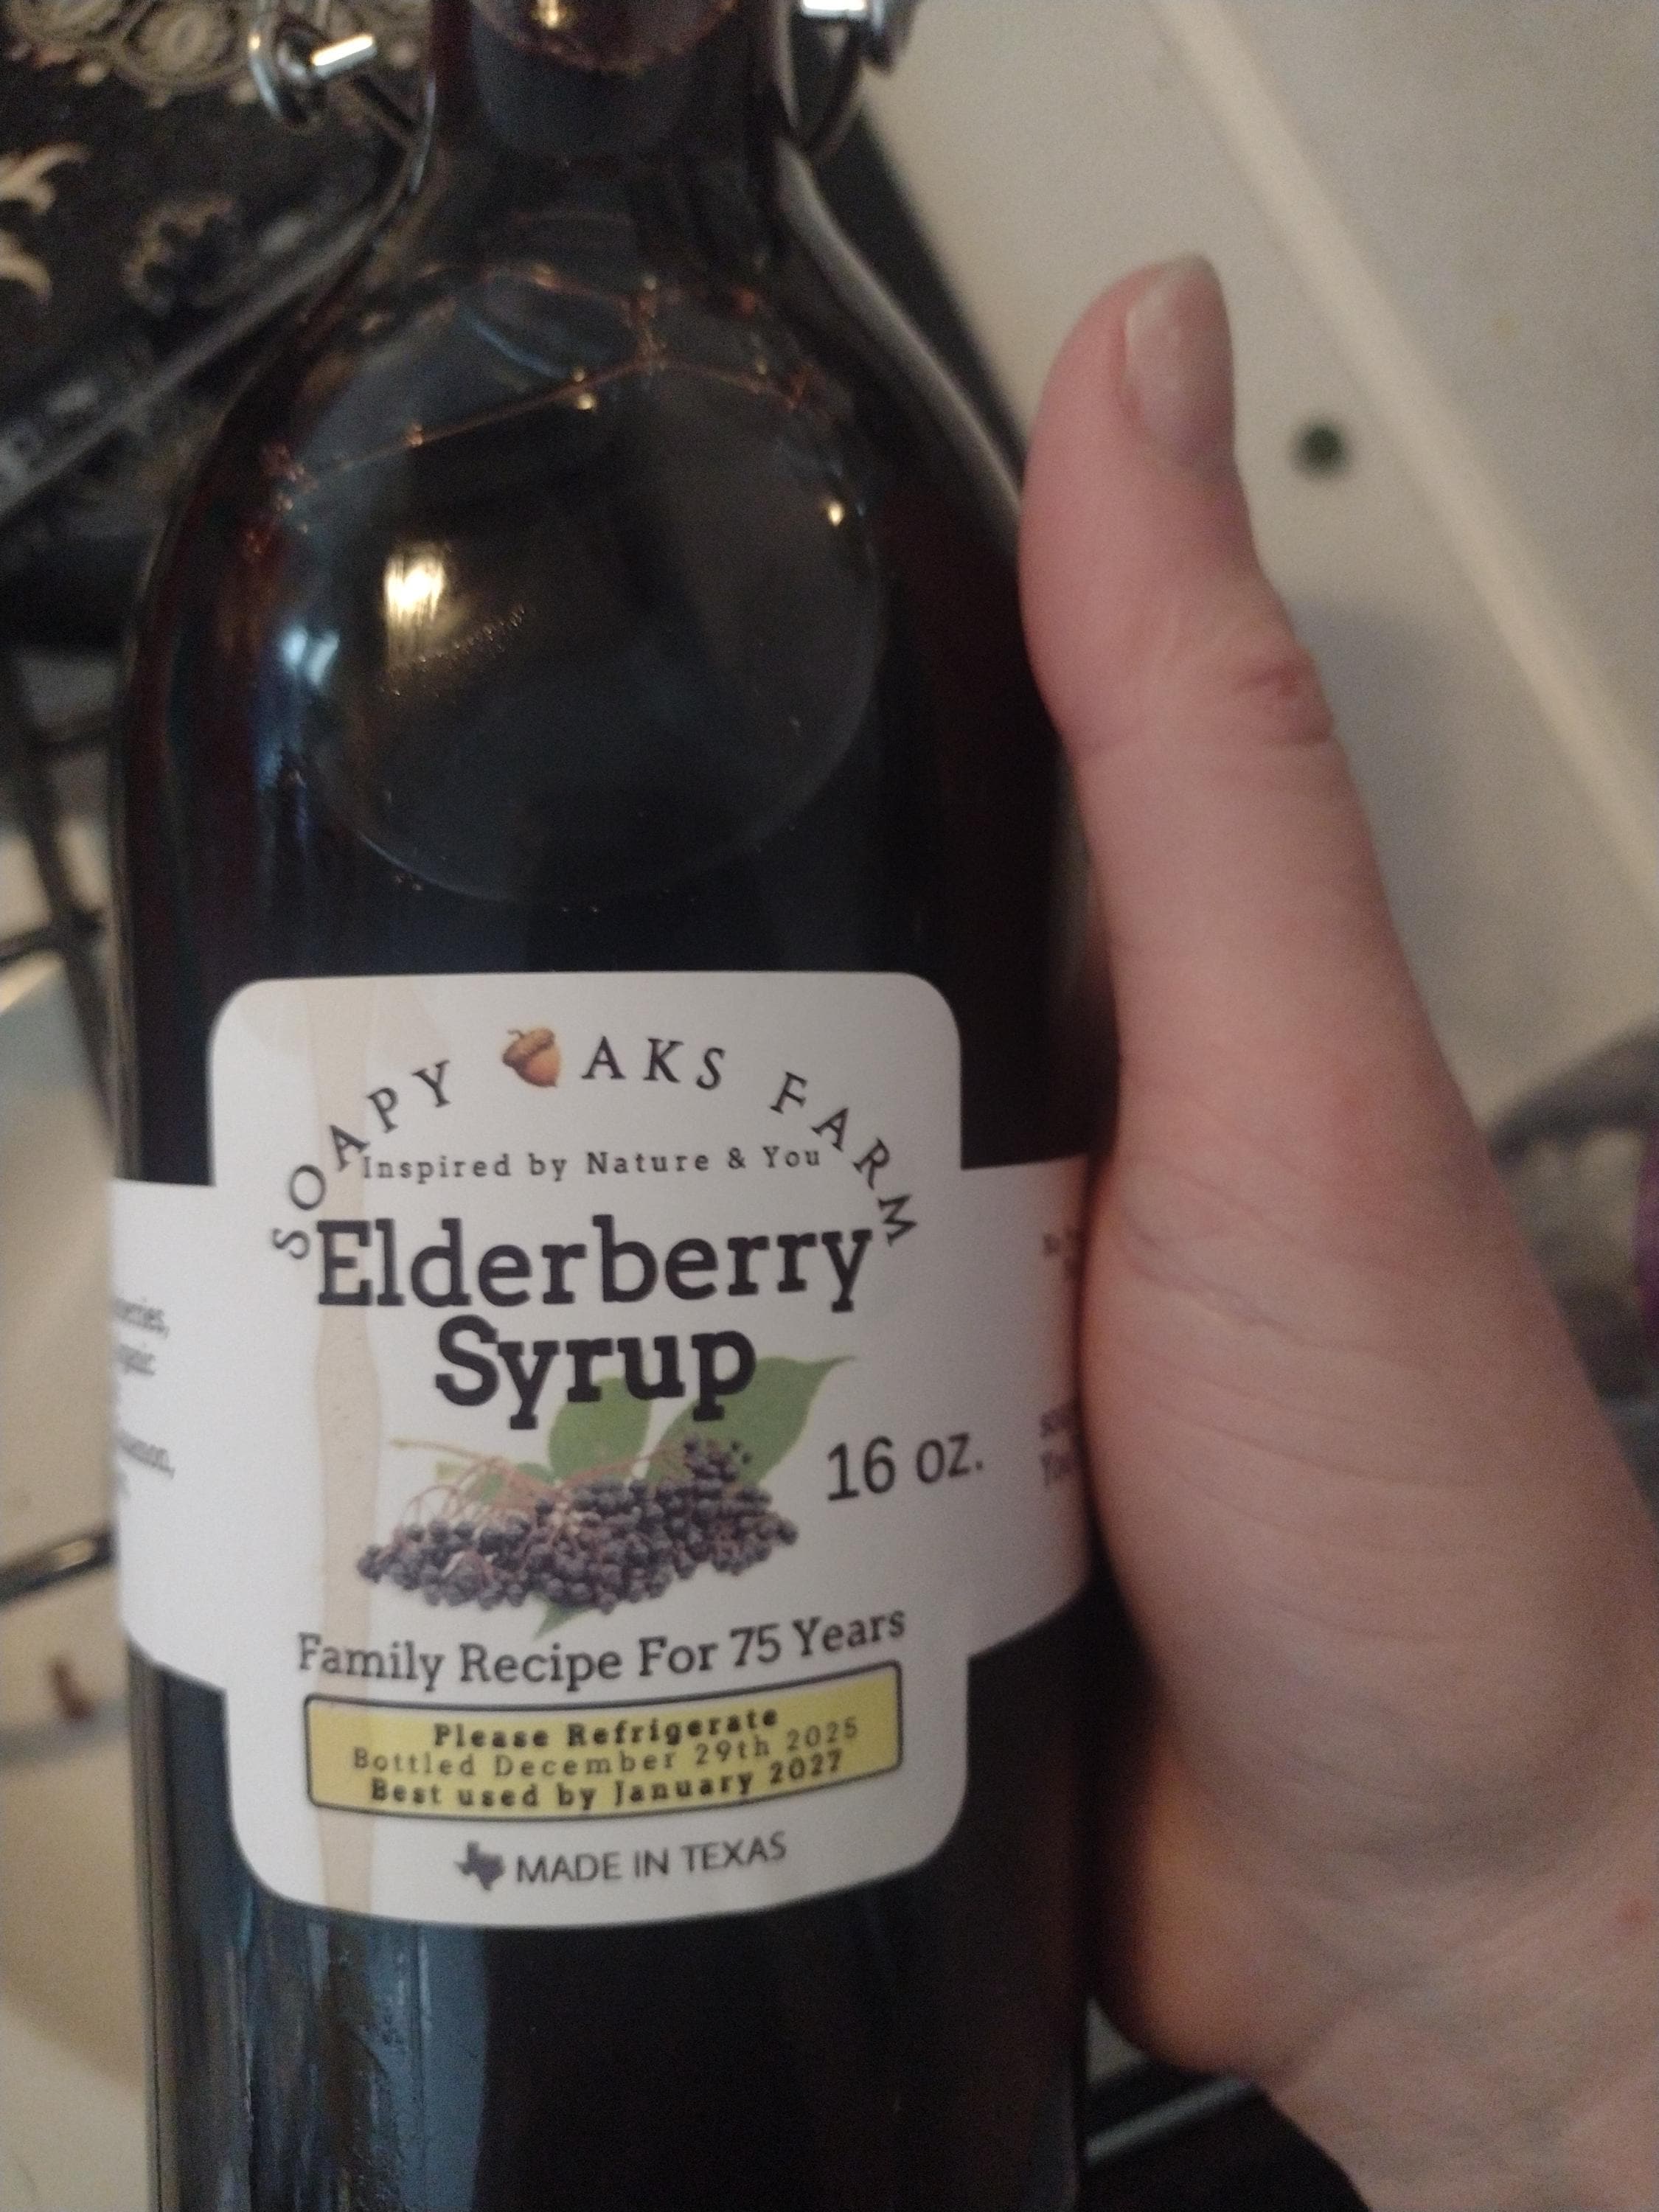 SOAPY AKS FARM
Inspired by Nature & You
Elderberry
Syrup
16 oz.
Family Recipe For 75 Years
Please Refrigerate
Bottled December 29th 2025
Best used by January 2027
MADE IN TEXAS